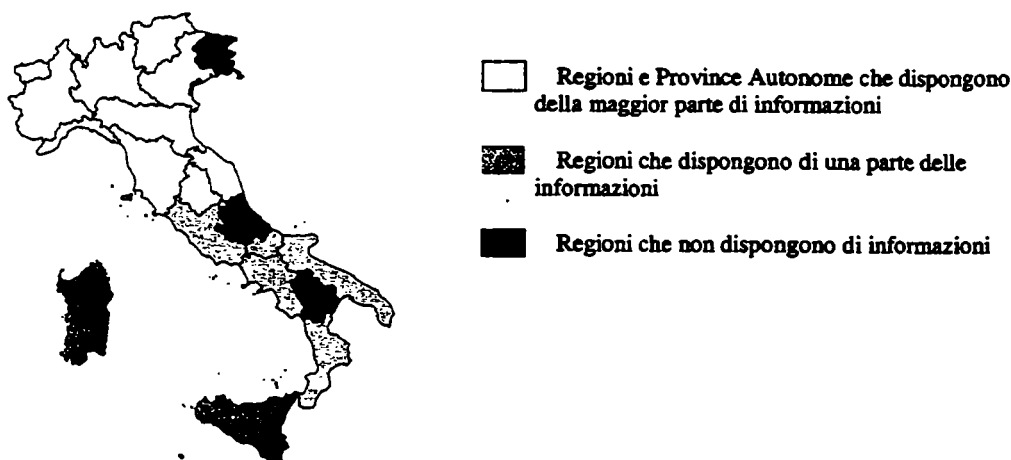 Regioni e Province Autonome che dispongono
della maggior parte di informazioni
Regioni che dispongono di una parte delle
informazioni
Regioni che non dispongono di informazioni